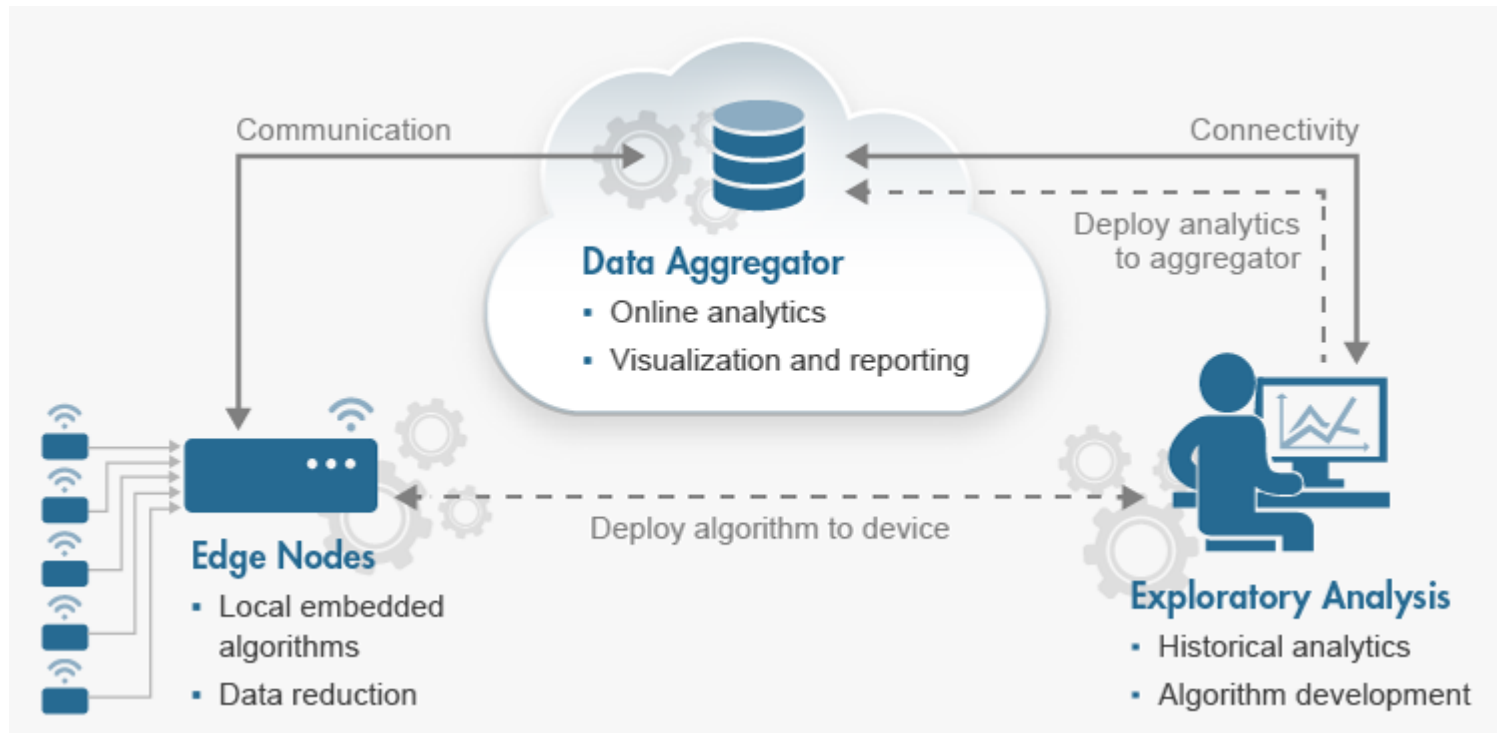 Communication
Connectivity
Deploy analytics
to aggregator
Data Aggregator
▪ Online analytics
▪ Visualization and reporting
Deploy algorithm to device
Edge Nodes
▪ Local embedded
algorithms
▪ Data reduction
Exploratory Analysis
▪ Historical analytics
▪ Algorithm development